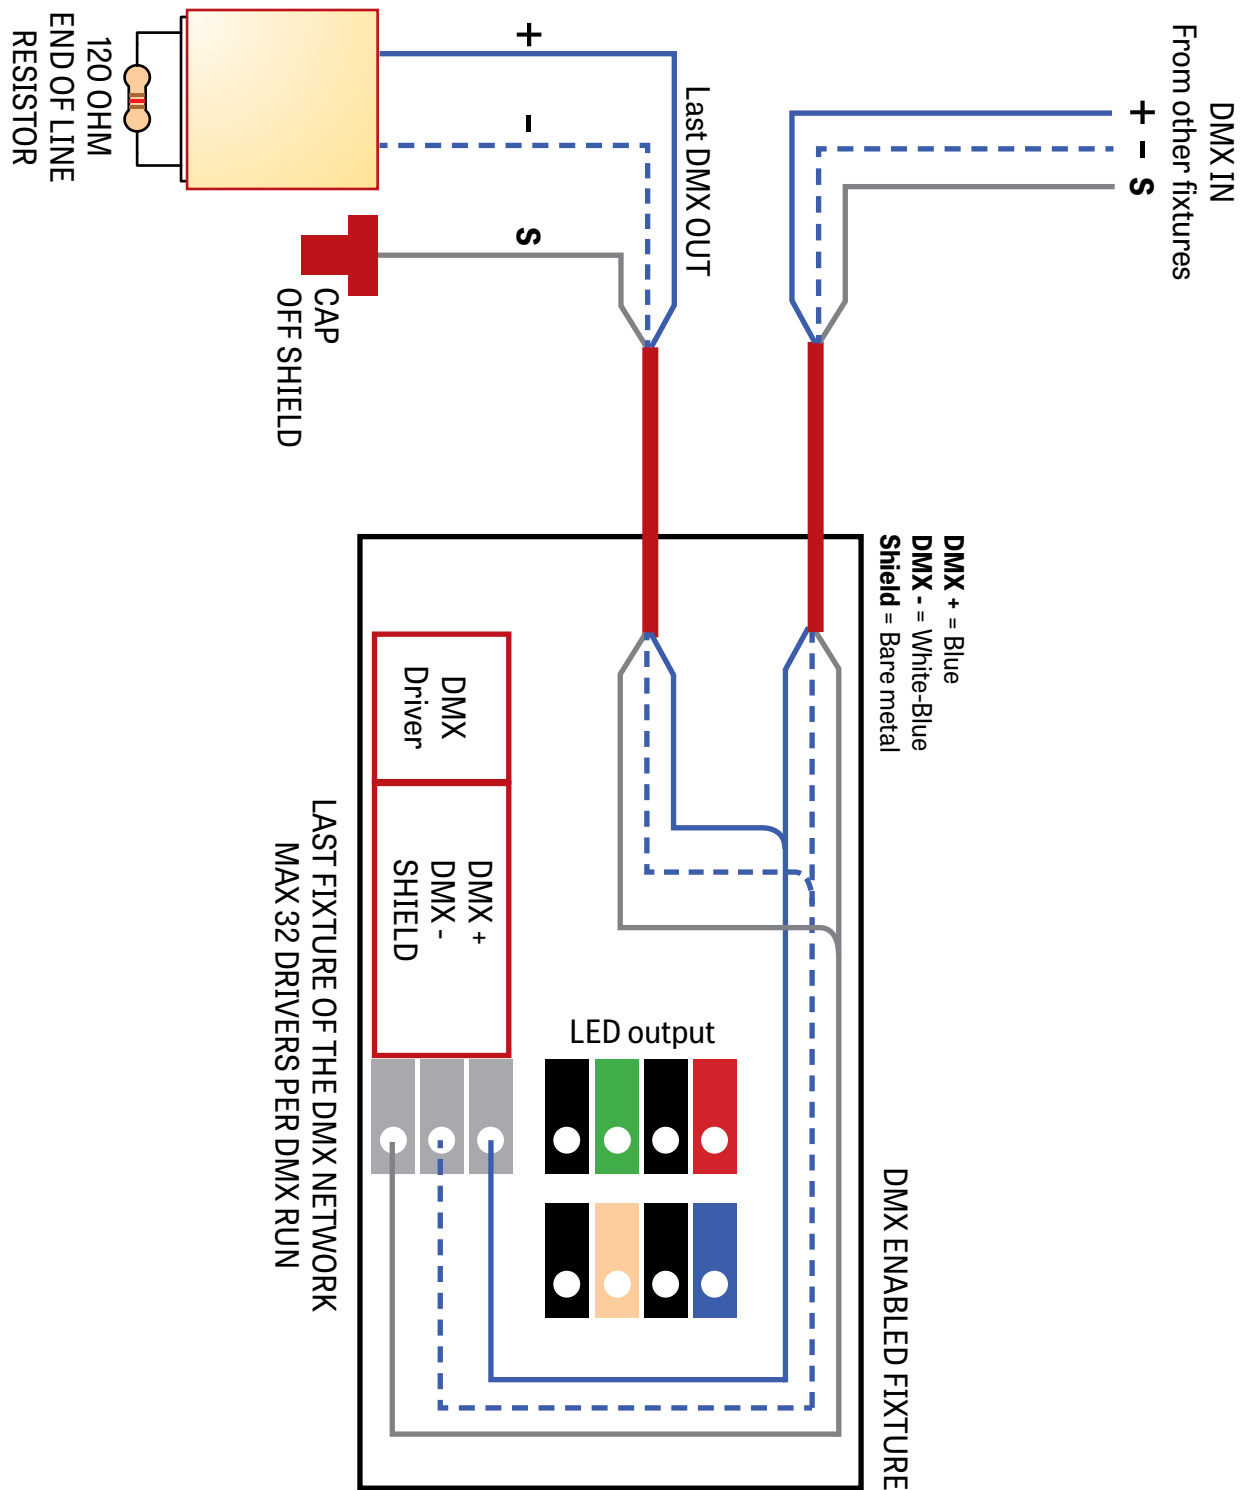 DMX IN
From other fixtures
+
-
S
Last DMX OUT
+
-
S
120 OHM
END OF LINE
RESISTOR
CAP
OFF SHIELD
DMX + = Blue
DMX - = White-Blue
Shield = Bare metal
DMX
Driver
DMX +
DMX -
SHIELD
LED output
DMX ENABLED FIXTURE
LAST FIXTURE OF THE DMX NETWORK
MAX 32 DRIVERS PER DMX RUN